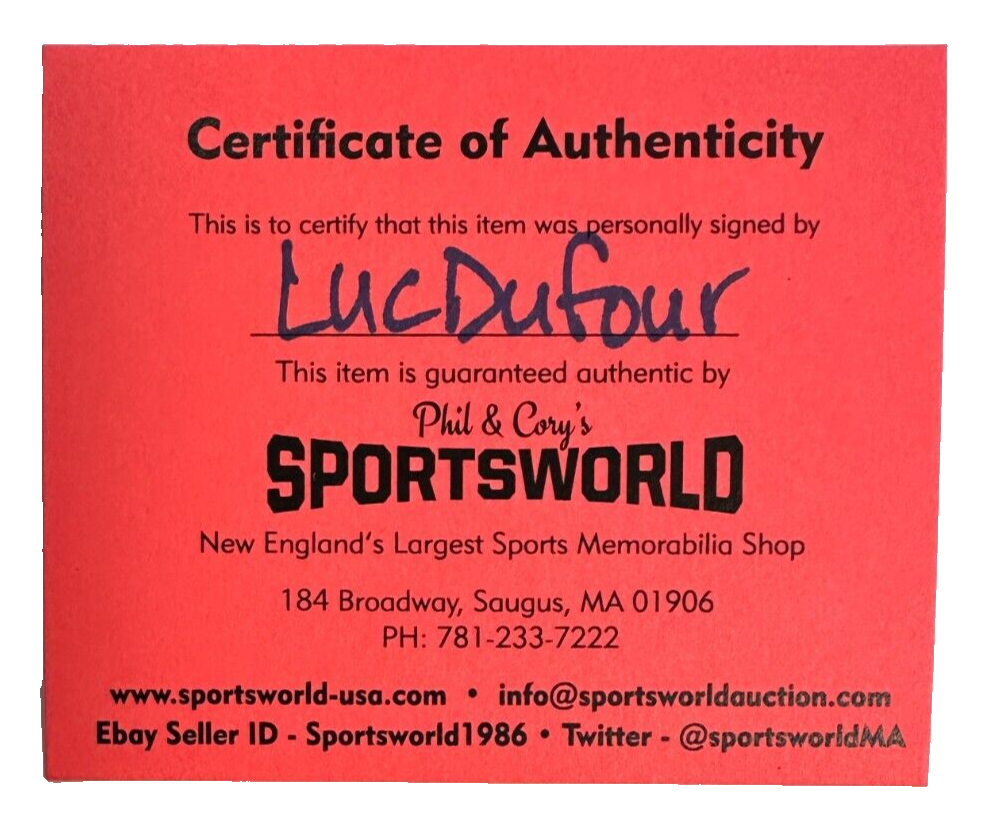 Certificate of Authenticity
This is to certify that this item was personally signed by
Luc Dufour
This item is guaranteed authentic by
Phil & Cory's
SPORTSWORLD
New England's Largest Sports Memorabilia Shop
184 Broadway, Saugus, MA 01906
PH: 781-233-7222
www.sportsworld-usa.com • info@sportsworldauction.com
Ebay Seller ID - Sportsworld1986 • Twitter - @sportsworldMA